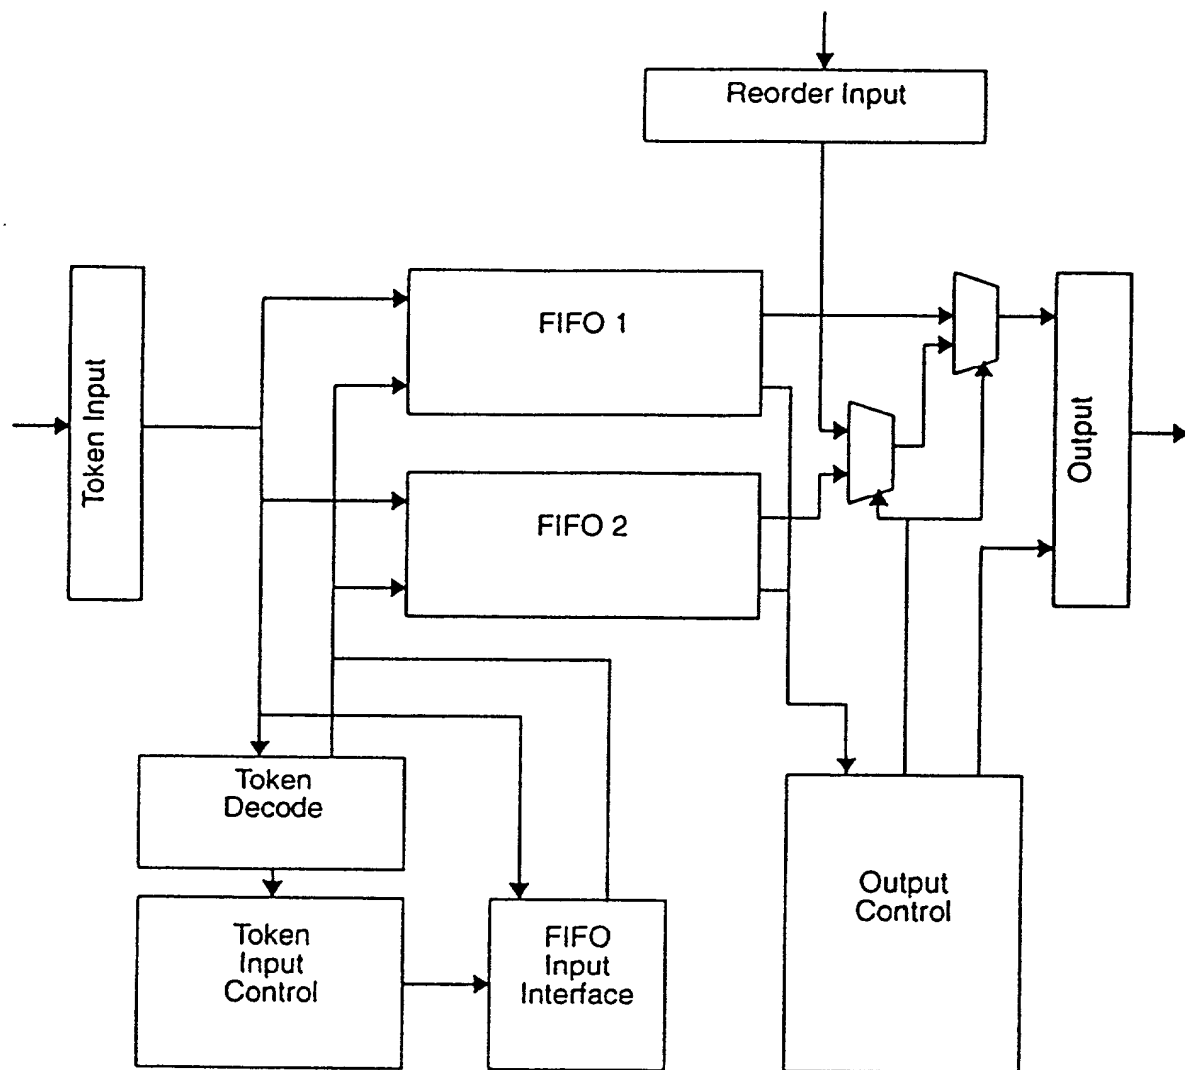 Reorder Input
Token Input
FIFO 1
Output
FIFO 2
Token
Decode
Token
Input
Control
FIFO
Input
Interface
Output
Control